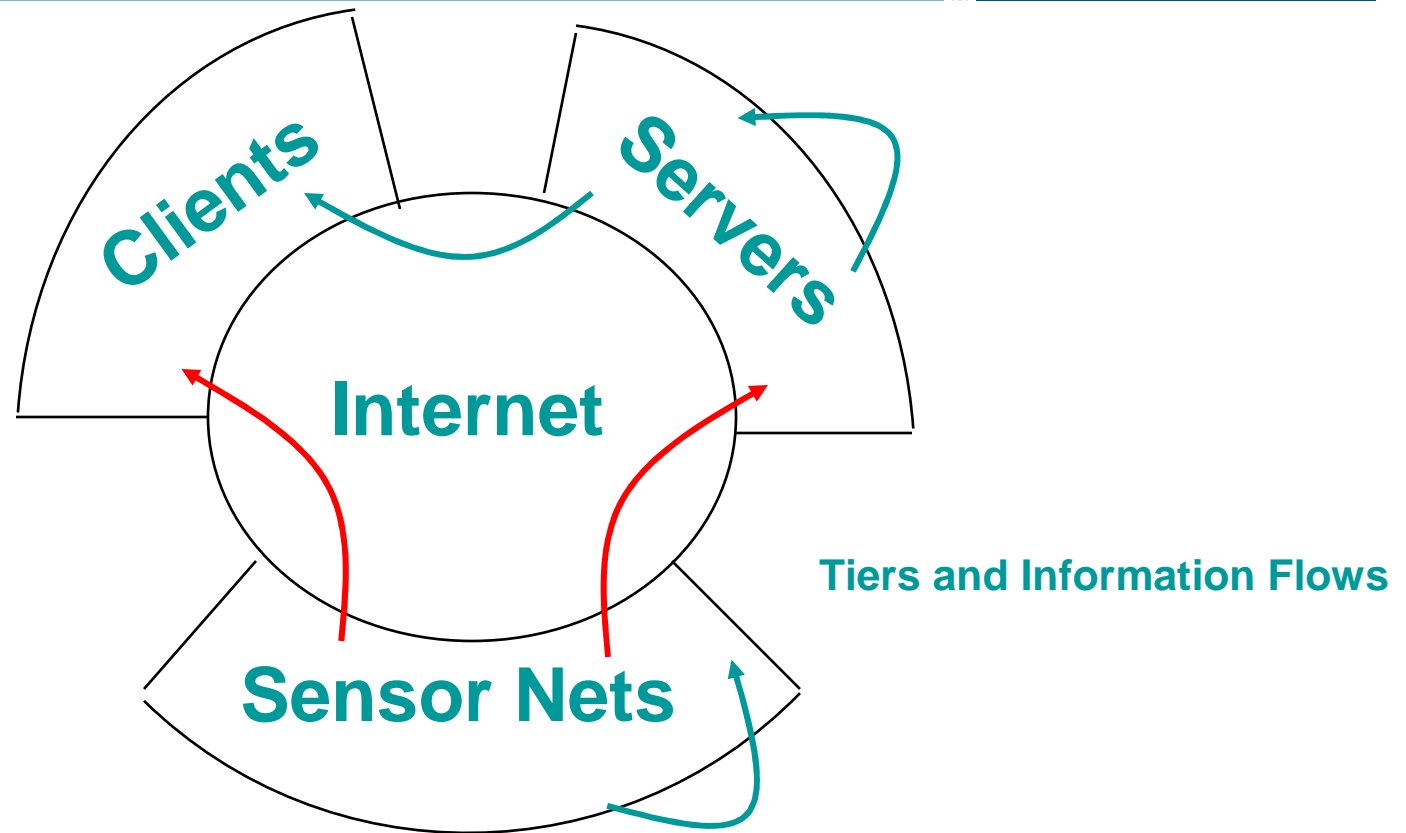 Clients
Servers
Internet
Tiers and Information Flows
Sensor Nets